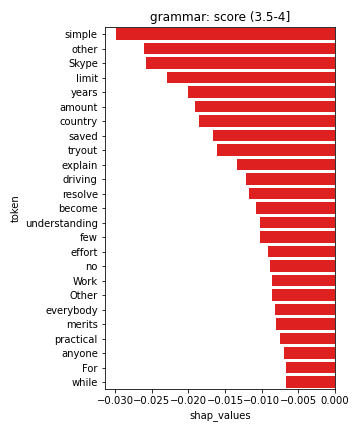 grammar: score (3.5-4]
simple
other
Skype
limit
years
amount
country
saved
tryout
explain
driving
resolve
become
understanding
few
effort
no
Work
Other
everybody
merits
practical
anyone
For
while
token
−0.030 −0.025 −0.020 −0.015 −0.010 −0.005 0.000
shap_values